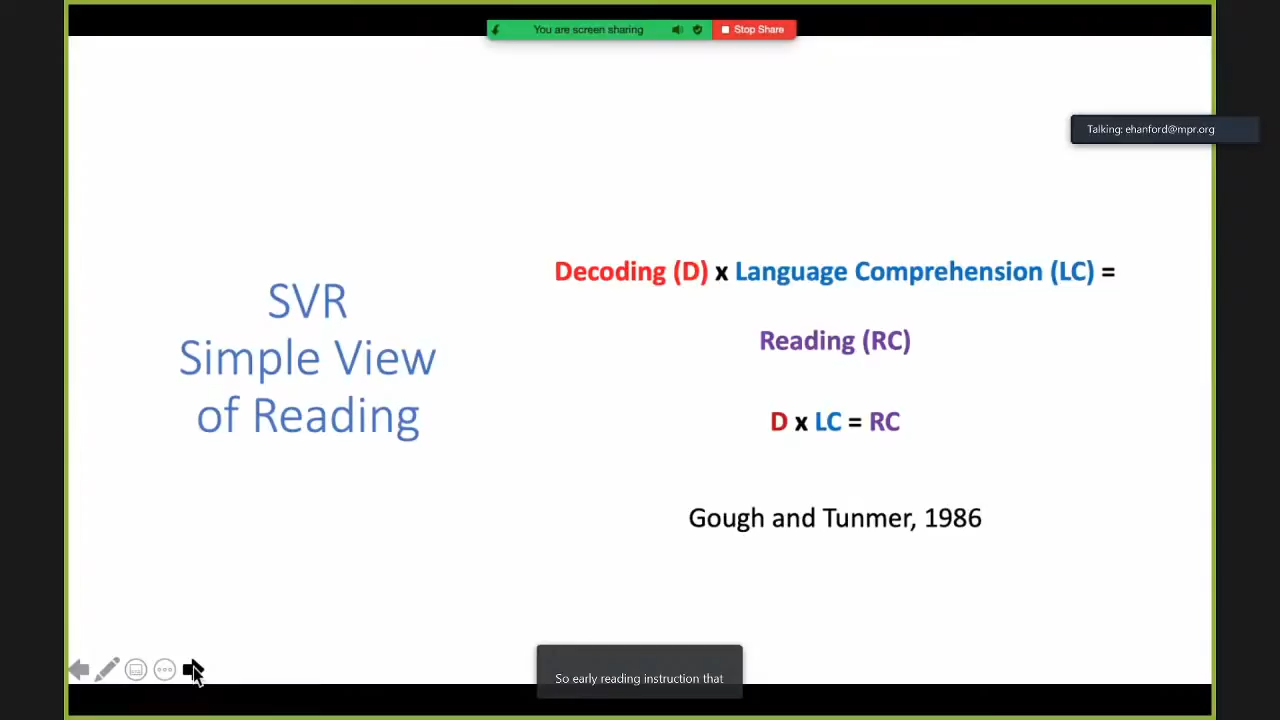 You are screen sharing
Stop Share
Talking: ehanford@mpr.org
SVR
Simple View
of Reading
Decoding (D) x Language Comprehension (LC) =
Reading (RC)
D x LC = RC
Gough and Tunmer, 1986
So early reading instruction that